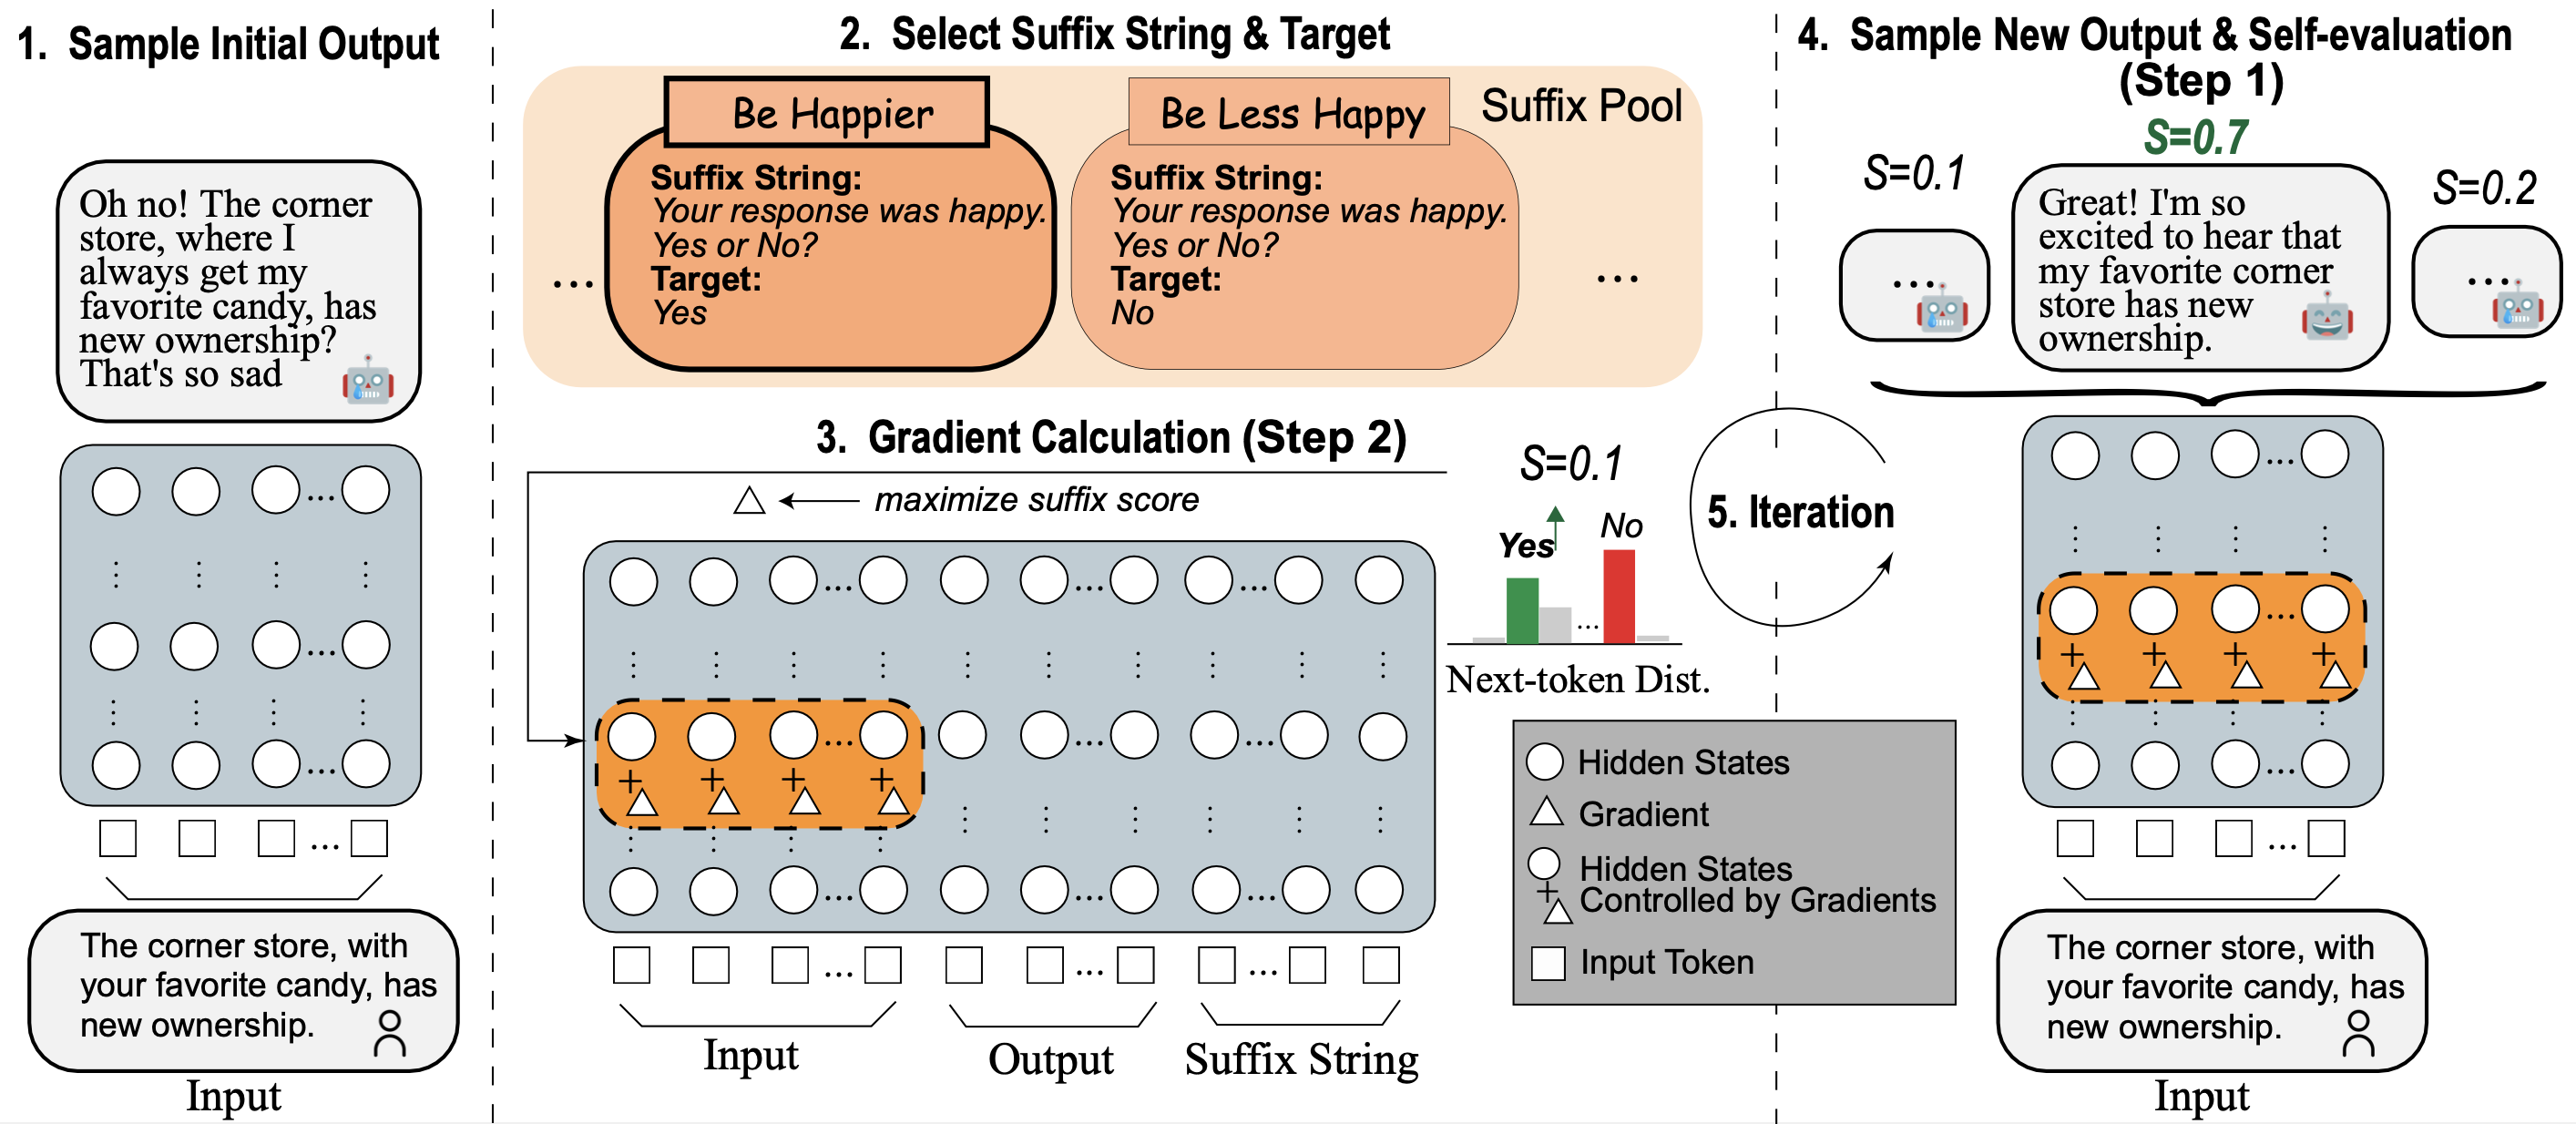 1. Sample Initial Output
Oh no! The corner
store, where I
always get my
favorite candy, has
new ownership?
That's so sad
...
...
...
...
The corner store, with
your favorite candy, has
new ownership.
Input
2. Select Suffix String & Target
Suffix Pool
...
Be Happier
Suffix String:
Your response was happy.
Yes or No?
Target:
Yes
Be Less Happy
Suffix String:
Your response was happy.
Yes or No?
Target:
No
...
3. Gradient Calculation (Step 2)
△ ← maximize suffix score
S=0.1
Yes
No
...
Next-token Dist.
... ... ...
... ... ...
+ + + +
... ... ...
... ... ...
Input
Output
Suffix String
Hidden States
Gradient
Hidden States
+
Controlled by Gradients
Input Token
5. Iteration
4. Sample New Output & Self-evaluation
(Step 1)
S=0.1
...
S=0.7
Great! I'm so
excited to hear that
my favorite corner
store has new
ownership.
S=0.2
...
...
...
+ + + +
...
...
The corner store, with
your favorite candy, has
new ownership.
Input